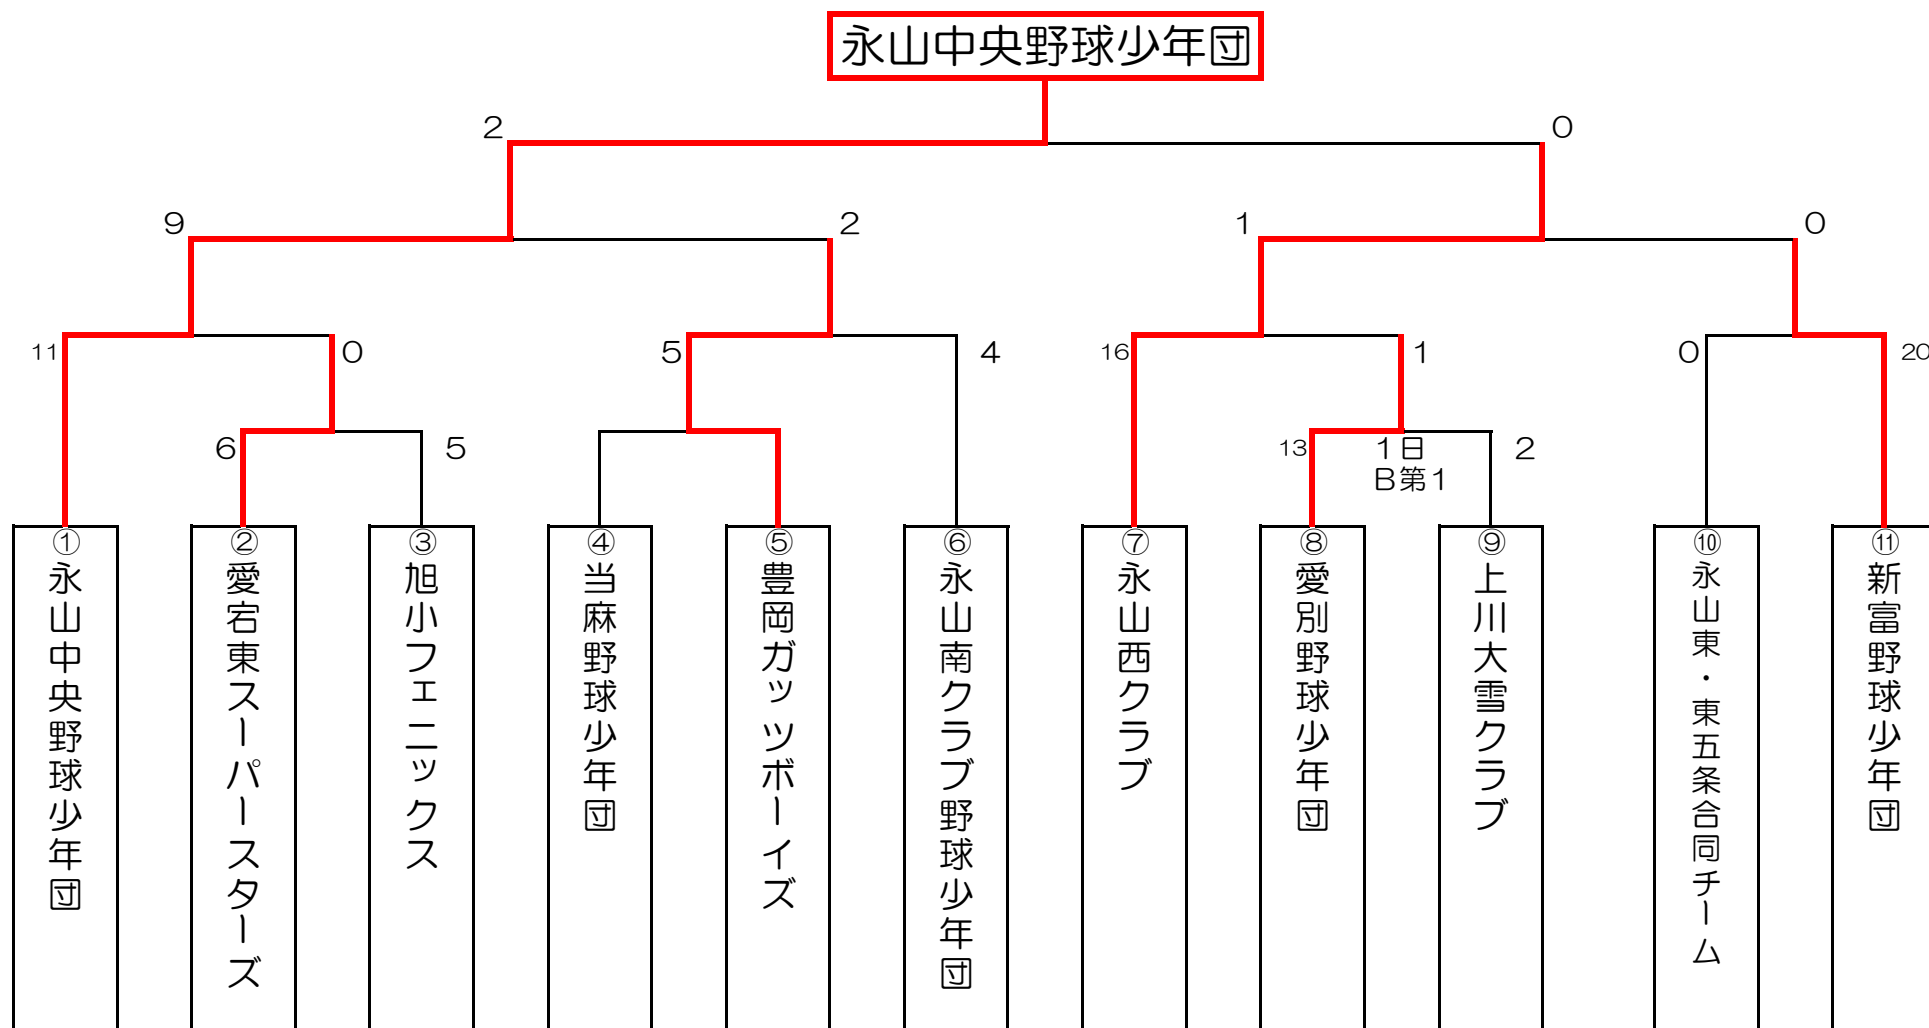 永山中央野球少年団
2
0
9
2
1
0
11
0
5
4
16
1
0
20
6
5
13
1日
B第1
2
①永山中央野球少年団
②愛宕東スーパースターズ
③旭小フェニックス
④当麻野球少年団
⑤豊岡ガッツボーイズ
⑥永山南クラブ野球少年団
⑦永山西クラブ
⑧愛別野球少年団
⑨上川大雪クラブ
⑩永山東・東五条合同チーム
⑪新富野球少年団